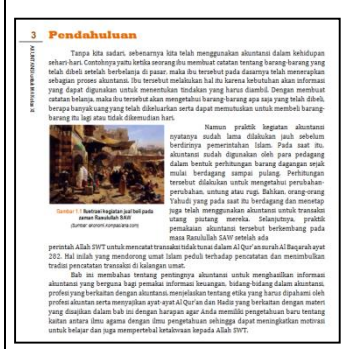 3 Pendahuluan
Tanpa kita sadari, sebenarnya kita telah menggunakan akuntansi dalam kehidupan
sehari-hari. Contohnya yaitu ketika seorang ibu membuat catatan tentang barang-barang yang
telah dibeli setelah berbelanja di pasar, maka ibu tersebut pada dasarnya telah menerapkan
sebagian proses akuntansi. Ibu tersebut melakukan hal itu karena kebutuhan akan informasi
yang dapat digunakan untuk menentukan tindakan yang harus diambil. Dengan membuat
catatan belanja, maka ibu tersebut akan mengetahui barang-barang apa saja yang telah dibeli,
berapa banyak uang yang telah dikeluarkan serta dapat memutuskan untuk membeli barang-
barang itu lagi atau tidak dikemudian hari.
Namun praktik kegiatan akuntansi
nyatanya sudah lama dilakukan jauh sebelum
berdirinya pemerintahan Islam. Pada saat itu,
akuntansi sudah digunakan oleh para pedagang
dalam bentuk perhitungan barang dagangan sejak
mulai berdagang sampai pulang. Perhitungan
tersebut dilakukan untuk mengetahui perubahan-
perubahan, untung atau rugi. Bahkan, orang-orang
Yahudi yang pada saat itu berdagang dan menetap
juga telah menggunakan akuntansi untuk transaksi
utang piutang mereka. Selanjutnya, praktik
pemakaian akuntansi tersebut berkembang pada
masa Rasulullah SAW setelah ada
Gambar 1.1 Ilustrasi kegiatan jual beli pada
zaman Rasulullah SAW
perintah Allah SWT untuk mencatat transaksi tidak tunai dalam Al Qur'an surah Al Baqarah ayat
282. Hal inilah yang mendorong umat Islam peduli terhadap pencatatan dan menimbulkan
tradisi pencatatan transaksi di kalangan umat.
Bab ini membahas tentang pentingnya akuntansi untuk menghasilkan informasi
akuntansi yang berguna bagi pemakai informasi keuangan, bidang-bidang dalam akuntansi,
profesi yang berkaitan dengan akuntansi, menjelaskan tentang etika yang harus dipahami oleh
profesi akuntan serta menyajikan ayat-ayat Al Qur'an dan Hadis yang berkaitan dengan materi
yang disajikan dalam bab ini dengan harapan agar Anda memiliki pengetahuan baru tentang
kaitan antara ilmu agama dengan ilmu pengetahuan sehingga dapat meningkatkan motivasi
untuk belajar dan juga mempertebal ketakwaan kepada Allah SWT.